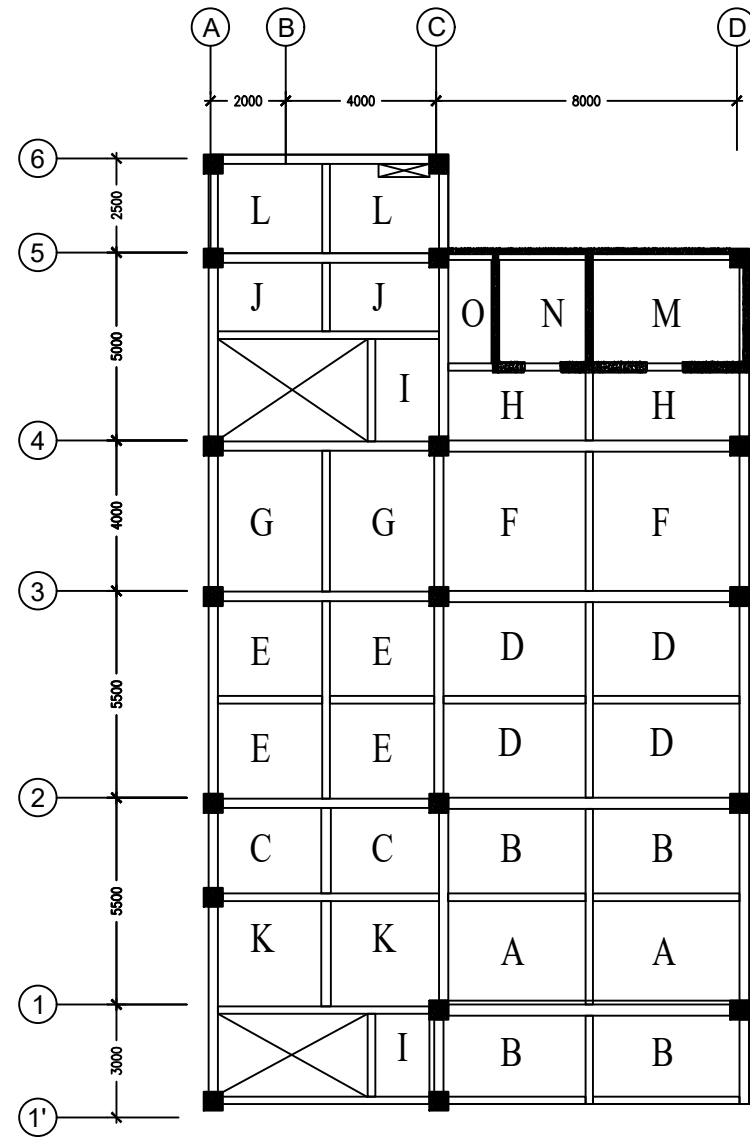 A B C D
2000 4000 8000
6
2500
L L
5
J J O N M
5000
I H H
4
G G F F
4000
3
E E D D
5500
E E D D
2
C C B B
5500
K K A A
1
I B B
3000
1'